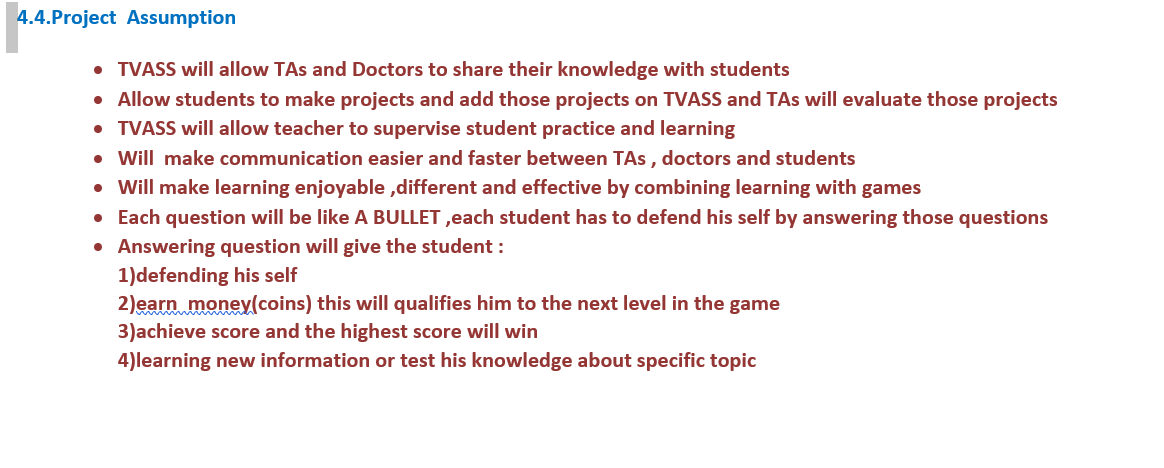 4.4.Project  Assumption
• TVASS will allow TAs and Doctors to share their knowledge with students
• Allow students to make projects and add those projects on TVASS and TAs will evaluate those projects
• TVASS will allow teacher to supervise student practice and learning
• Will  make communication easier and faster between TAs , doctors and students
• Will make learning enjoyable ,different and effective by combining learning with games
• Each question will be like A BULLET ,each student has to defend his self by answering those questions
• Answering question will give the student :
1)defending his self
2)earn  money(coins) this will qualifies him to the next level in the game
3)achieve score and the highest score will win
4)learning new information or test his knowledge about specific topic